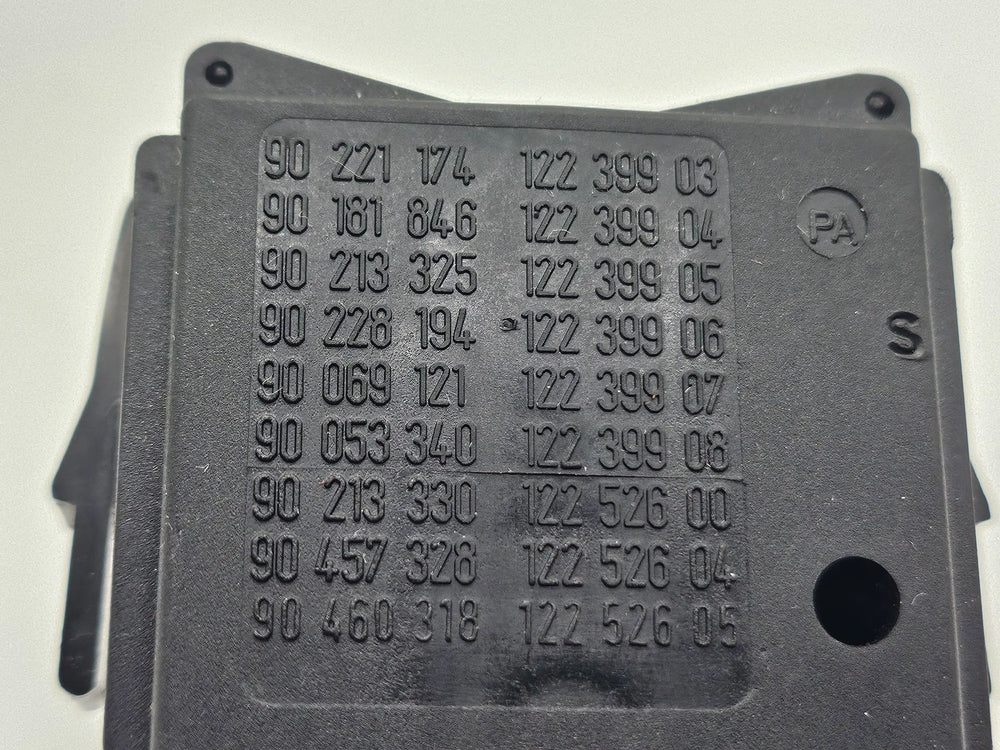 90 221 174 122 399 03
90 181 846 122 399 04
PA
90 213 325 122 399 05
90 228 194 122 399 06
S
90 069 121 122 399 07
90 053 340 122 399 08
90 213 330 122 526 00
90 457 328 122 526 04
90 460 318 122 526 05